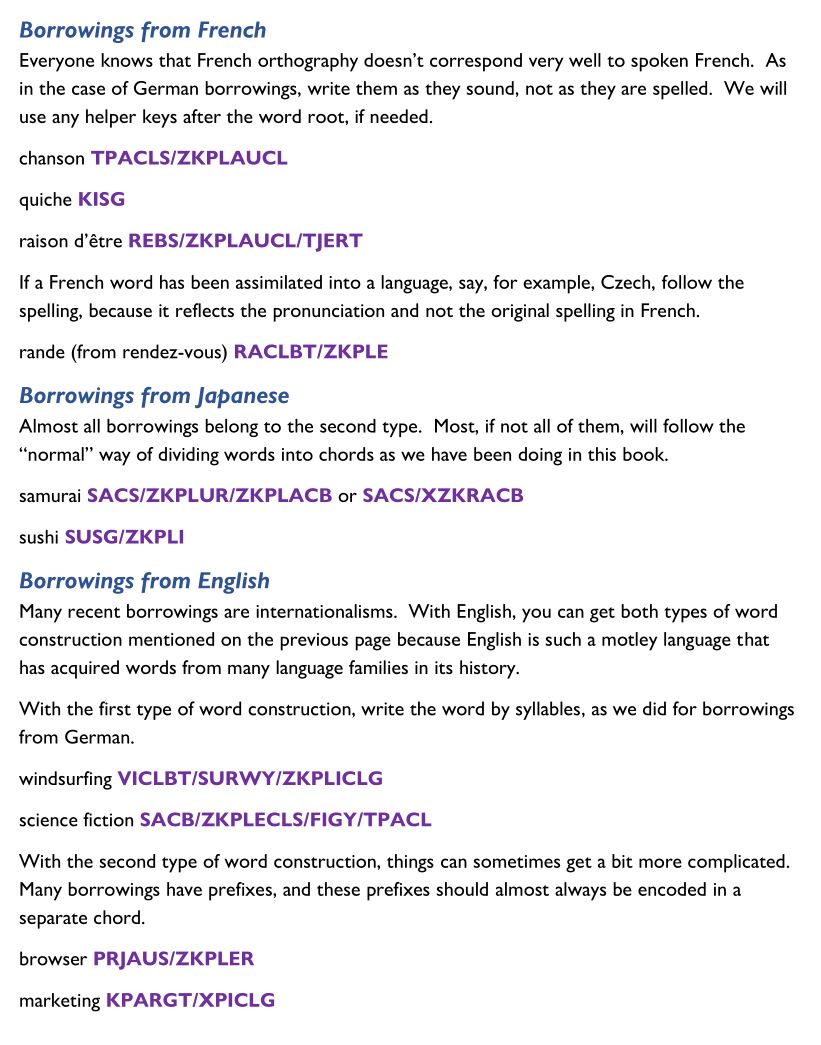 Borrowings from French
Everyone knows that French orthography doesn’t correspond very well to spoken French.  As
in the case of German borrowings, write them as they sound, not as they are spelled.  We will
use any helper keys after the word root, if needed.
chanson TPACLS/ZKPLAUCL
quiche KISG
raison d’être REBS/ZKPLAUCL/TJERT
If a French word has been assimilated into a language, say, for example, Czech, follow the
spelling, because it reflects the pronunciation and not the original spelling in French.
rande (from rendez-vous) RACLBT/ZKPLE
Borrowings from Japanese
Almost all borrowings belong to the second type.  Most, if not all of them, will follow the
“normal” way of dividing words into chords as we have been doing in this book.
samurai SACS/ZKPLUR/ZKPLACB or SACS/XZKRACB
sushi SUSG/ZKPLI
Borrowings from English
Many recent borrowings are internationalisms.  With English, you can get both types of word
construction mentioned on the previous page because English is such a motley language that
has acquired words from many language families in its history.
With the first type of word construction, write the word by syllables, as we did for borrowings
from German.
windsurfing VICLBT/SURWY/ZKPLICLG
science fiction SACB/ZKPLECLS/FIGY/TPACL
With the second type of word construction, things can sometimes get a bit more complicated.
Many borrowings have prefixes, and these prefixes should almost always be encoded in a
separate chord.
browser PRJAUS/ZKPLER
marketing KPARGT/XPICLG